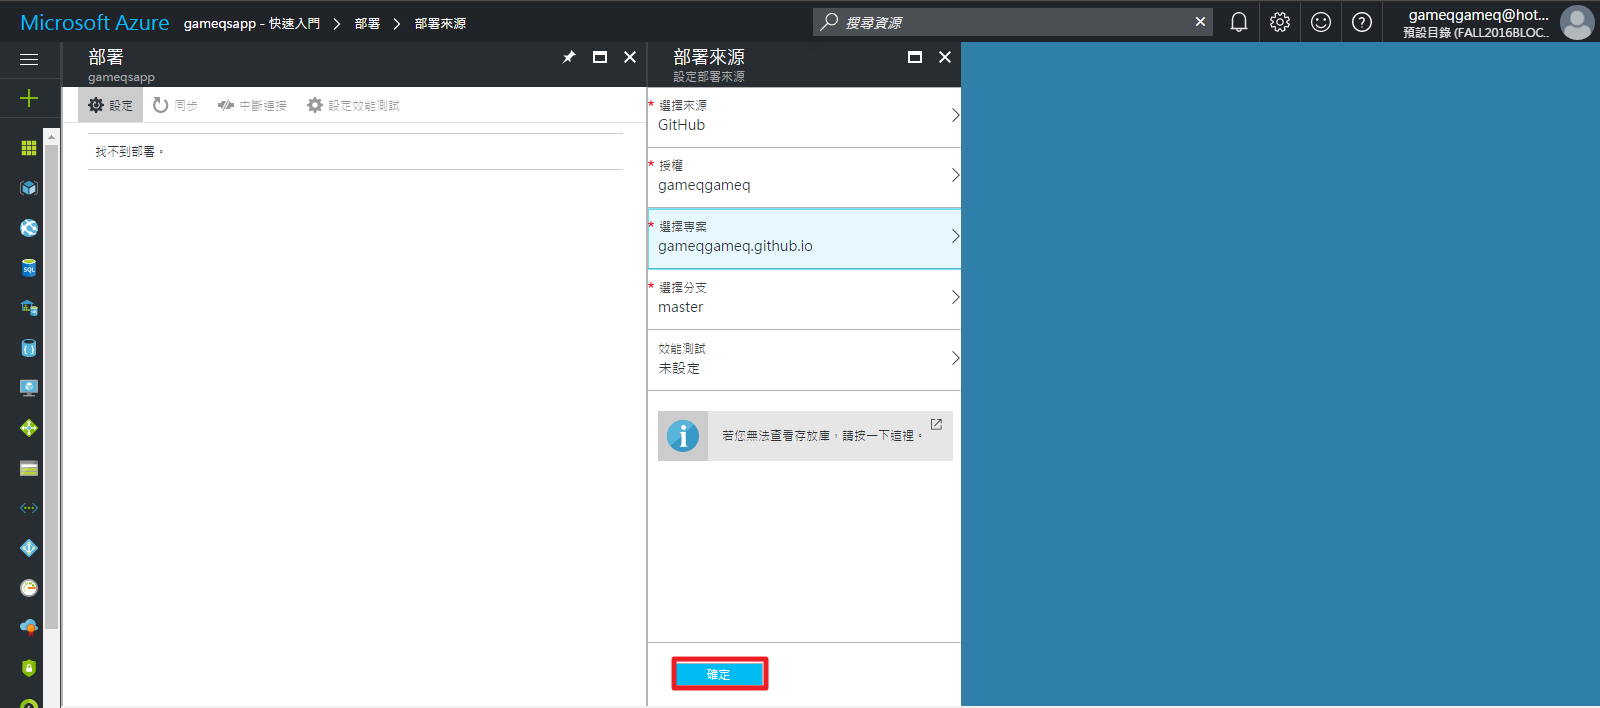 Microsoft Azure gameqsapp - 快速入門 > 部署 > 部署來源
搜尋資源
gameqgameq@hot...
預設目錄 (FALL2016BLOC...
部署
gameqsapp
設定 同步 中斷連接 設定效能測試
找不到部署。
部署來源
設定部署來源
* 選擇來源
GitHub
* 授權
gameqgameq
* 選擇專案
gameqgameq.github.io
* 選擇分支
master
效能測試
未設定
若您無法查看存放庫，請按一下這裡。
確定